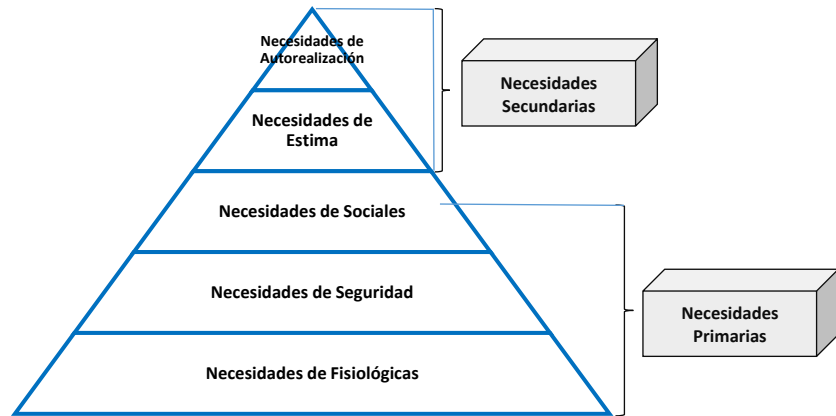 Necesidades de
Autorealización
Necesidades
Secundarias
Necesidades de
Estima
Necesidades de Sociales
Necesidades de Seguridad
Necesidades
Primarias
Necesidades de Fisiológicas